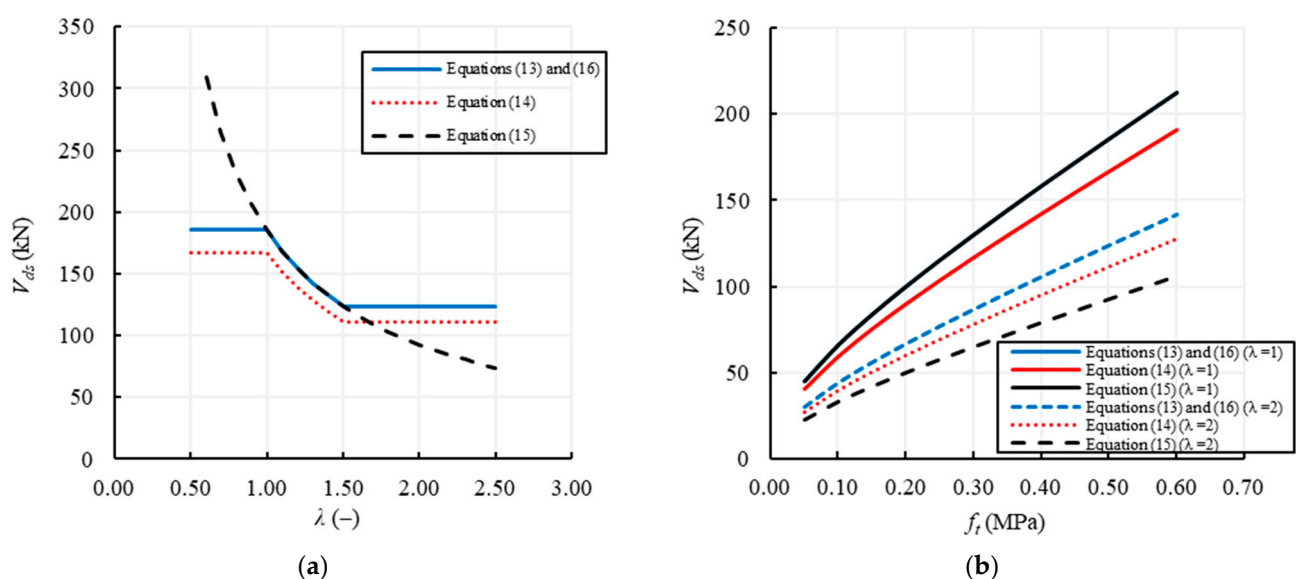 350
300
250
200
150
100
50
0
V_ds (kN)
0.00 0.50 1.00 1.50 2.00 2.50 3.00
λ (–)
Equations (13) and (16)
Equation (14)
Equation (15)
(a)
250
200
150
100
50
0
V_ds (kN)
0.00 0.10 0.20 0.30 0.40 0.50 0.60 0.70
f_t (MPa)
Equations (13) and (16) (λ =1)
Equation (14) (λ =1)
Equation (15) (λ =1)
Equations (13) and (16) (λ =2)
Equation (14) (λ =2)
Equation (15) (λ =2)
(b)